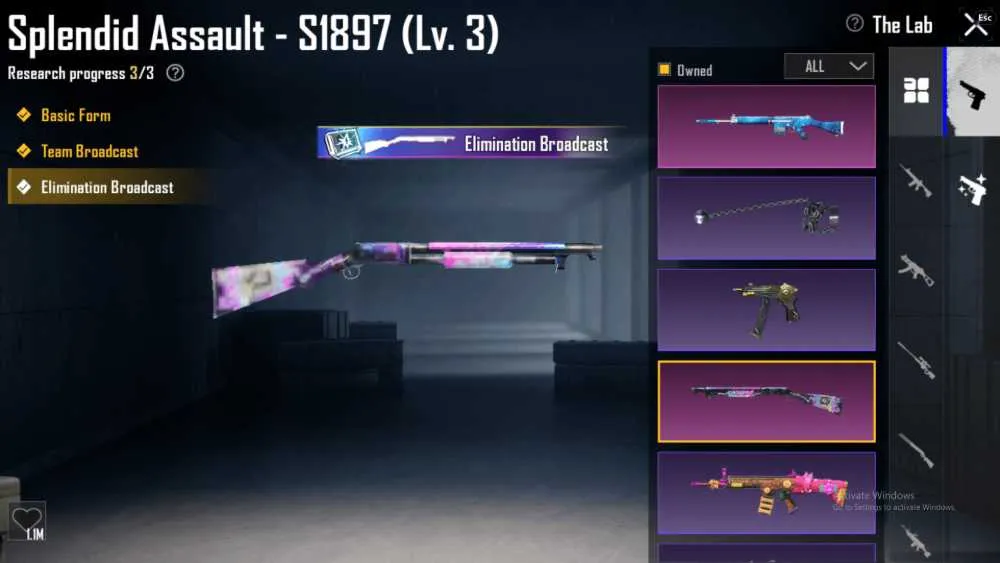 Splendid Assault - S1897 (Lv. 3)
Research progress 3/3 ?
Basic Form
Team Broadcast
Elimination Broadcast
Elimination Broadcast
? The Lab
Esc
Owned
ALL
Activate Windows
Go to Settings to activate Windows.
1.1M